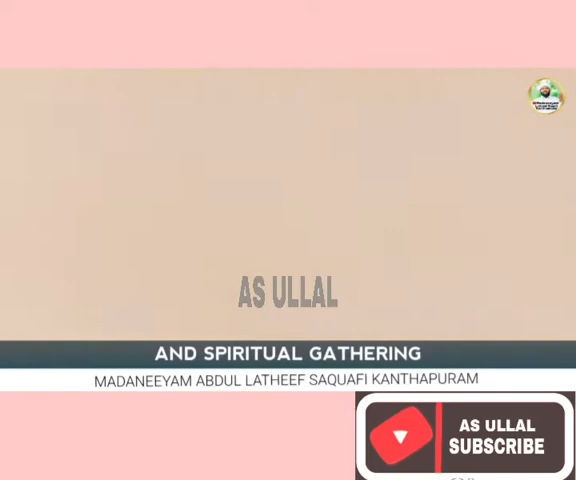 AS ULLAL
AND SPIRITUAL GATHERING
MADANEEYAM ABDUL LATHEEF SAQUAFI KANTHAPURAM
AS ULLAL
SUBSCRIBE